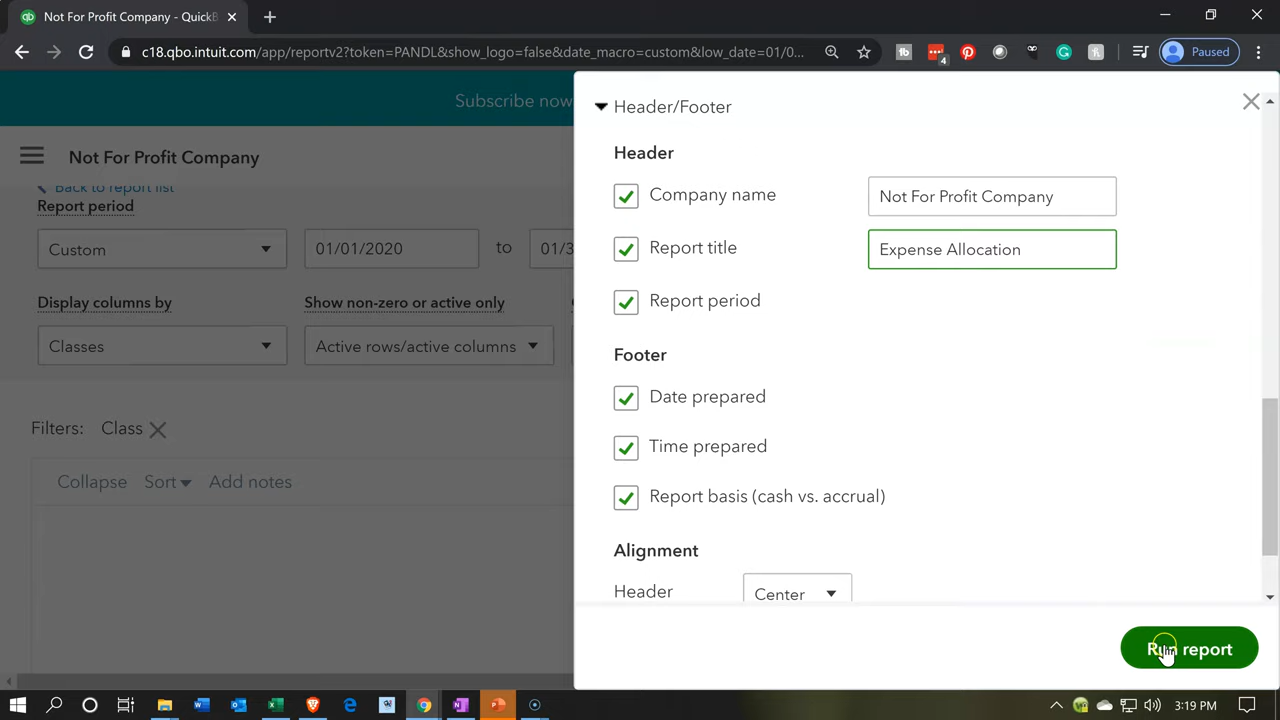 Not For Profit Company - QuickB
c18.qbo.intuit.com/app/reportv2?token=PANDL&show_logo=false&date_macro=custom&low_date=01/0...
4
Paused
Subscribe now
Not For Profit Company
Back to report list
Report period
Custom
01/01/2020
to
01/3
Display columns by
Show non-zero or active only
Classes
Active rows/active columns
Filters: Class
Collapse Sort Add notes
Header/Footer
Header
Company name
Not For Profit Company
Report title
Expense Allocation
Report period
Footer
Date prepared
Time prepared
Report basis (cash vs. accrual)
Alignment
Header
Center
Run report
3:19 PM